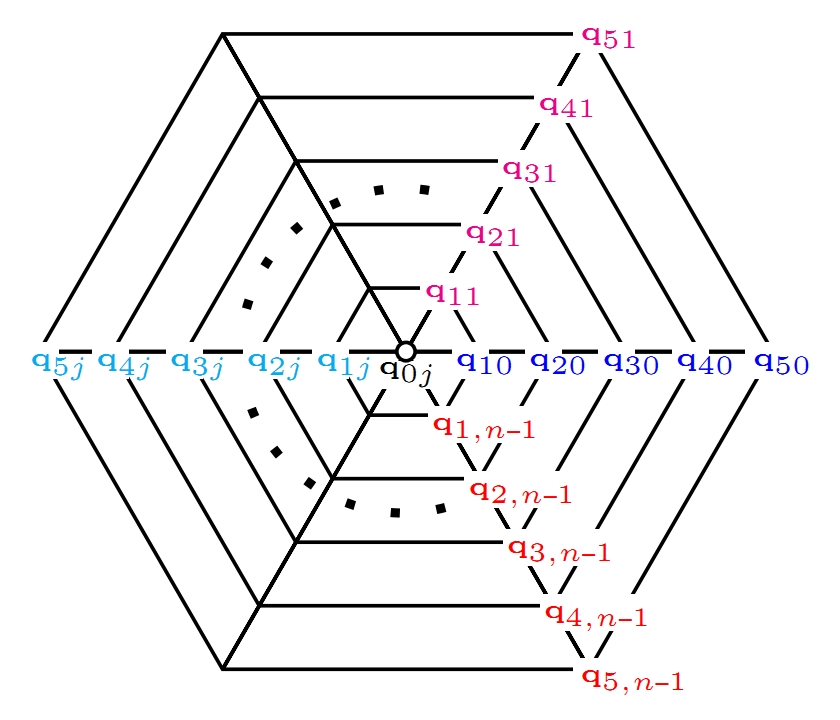 q₅₁
q₄₁
q₃₁
q₂₁
q₁₁
q₅ⱼ q₄ⱼ q₃ⱼ q₂ⱼ q₁ⱼ q₀ⱼ q₁₀ q₂₀ q₃₀ q₄₀ q₅₀
q₁,ₙ₋₁
q₂,ₙ₋₁
q₃,ₙ₋₁
q₄,ₙ₋₁
q₅,ₙ₋₁